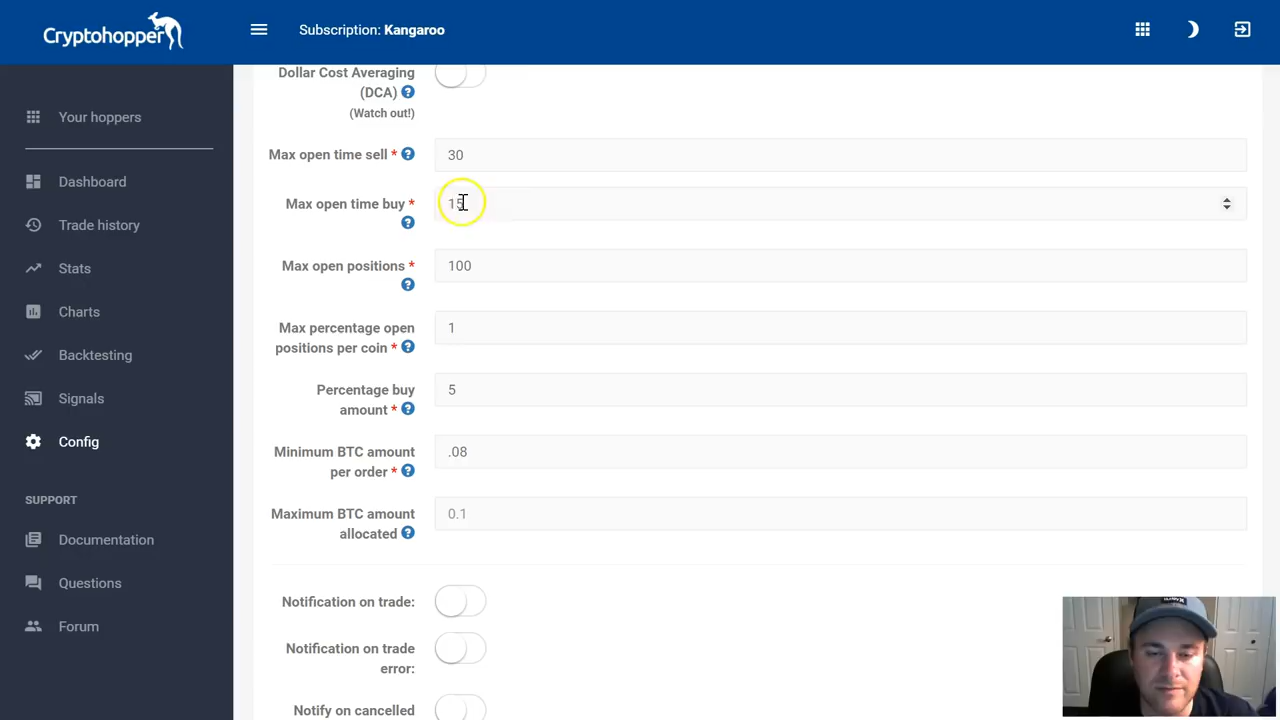 Cryptohopper
Subscription: Kangaroo
Your hoppers
Dashboard
Trade history
Stats
Charts
Backtesting
Signals
Config
SUPPORT
Documentation
Questions
Forum
Dollar Cost Averaging
(DCA) ?
(Watch out!)
Max open time sell * ? 30
Max open time buy * 15
?
Max open positions * 100
?
Max percentage open 1
positions per coin * ?
Percentage buy 5
amount * ?
Minimum BTC amount .08
per order * ?
Maximum BTC amount 0.1
allocated ?
Notification on trade:
Notification on trade
error:
Notify on cancelled